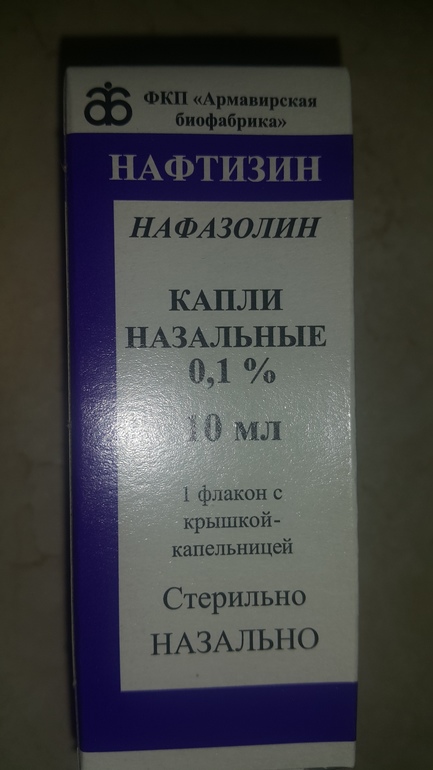 ФКП «Армавирская
биофабрика»
НАФТИЗИН
НАФАЗОЛИН
КАПЛИ
НАЗАЛЬНЫЕ
0,1 %
10 мл
1 флакон с
крышкой-
капельницей
Стерильно
НАЗАЛЬНО